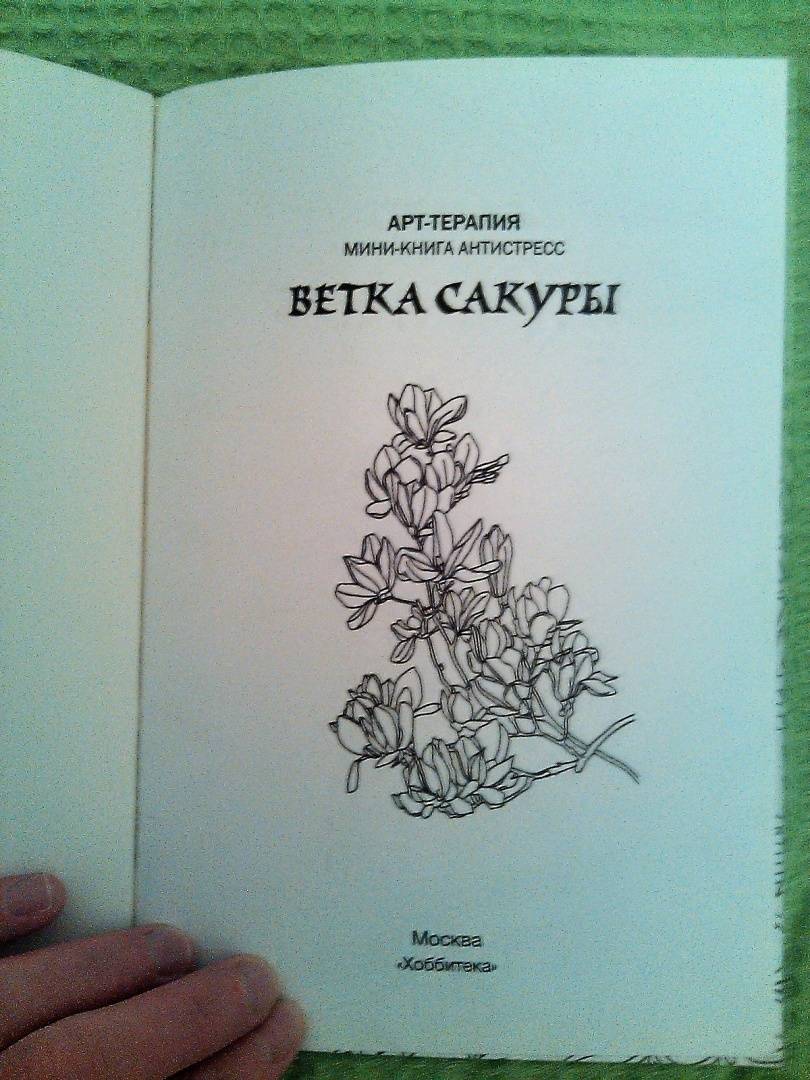 АРТ-ТЕРАПИЯ
МИНИ-КНИГА АНТИСТРЕСС
ВЕТКА САКУРЫ
Москва
«Хоббитека»